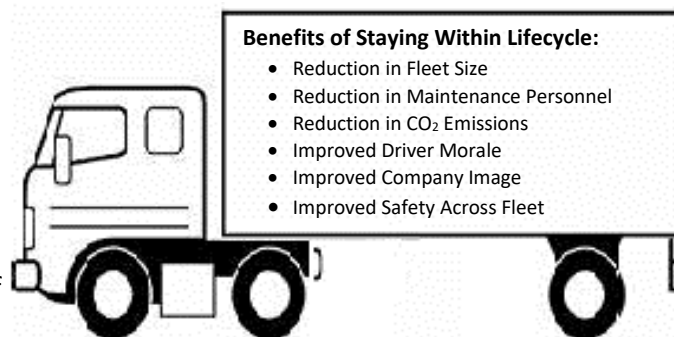 Benefits of Staying Within Lifecycle:
• Reduction in Fleet Size
• Reduction in Maintenance Personnel
• Reduction in CO₂ Emissions
• Improved Driver Morale
• Improved Company Image
• Improved Safety Across Fleet